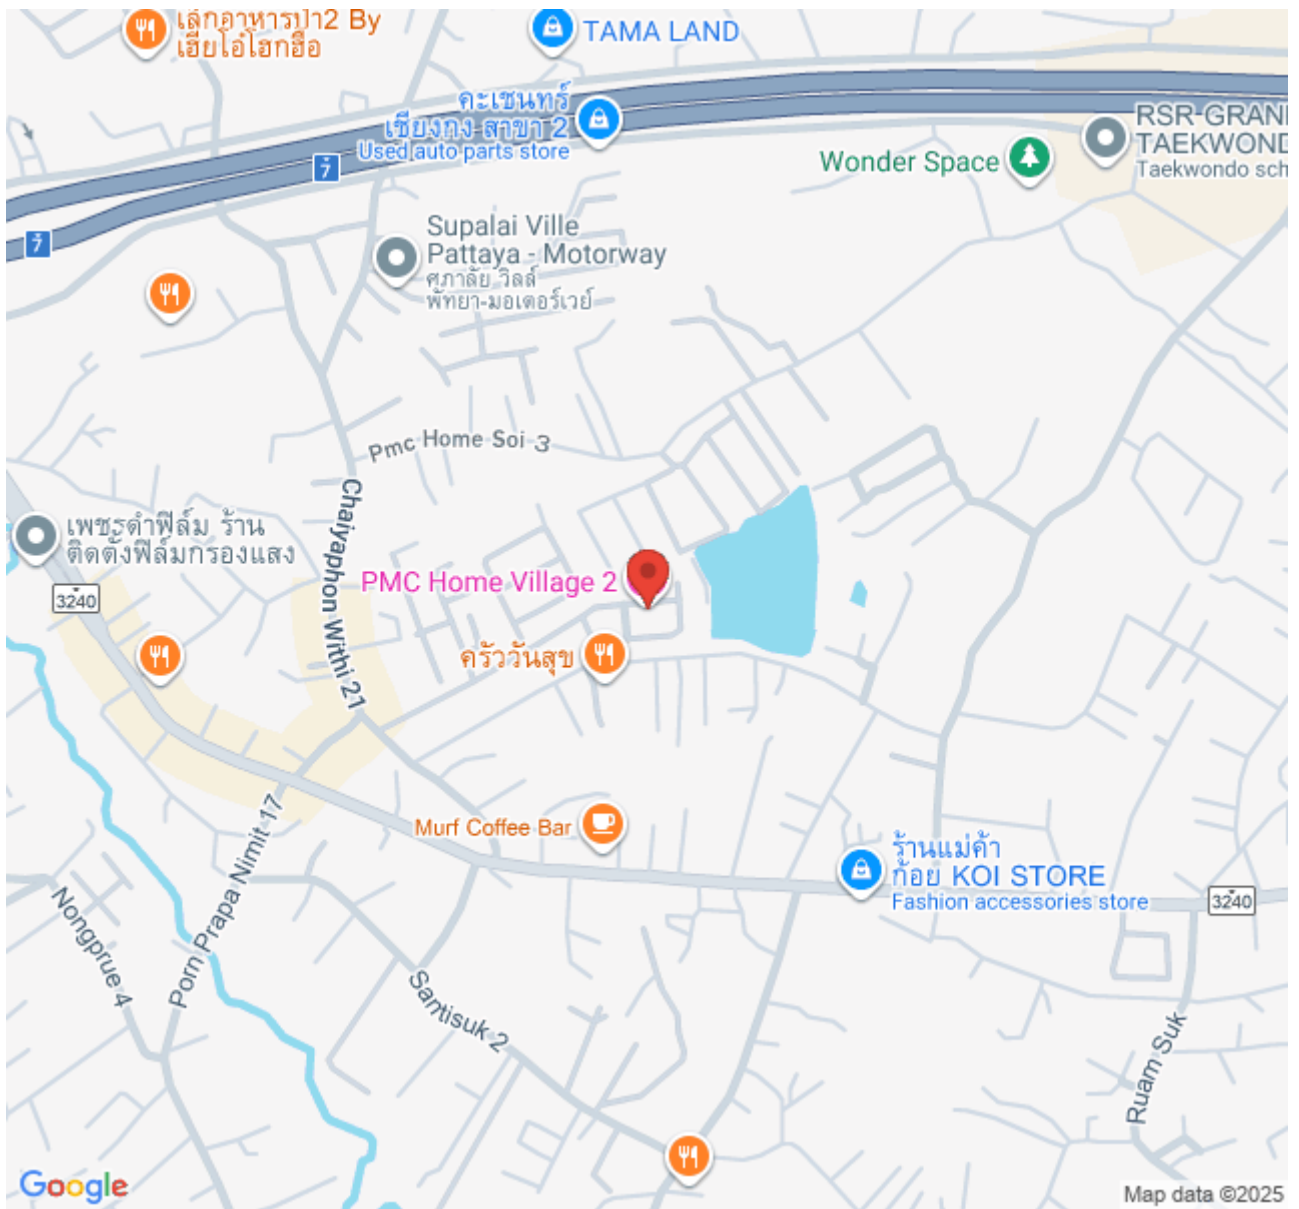 เล็กอาหารป่า2 By
เฮียโอ๋โฮกฮือ
TAMA LAND
คะเชนทร์
เซียงกง สาขา 2
Used auto parts store
7
RSR-GRAN
TAEKWOND
Taekwondo sch
Wonder Space
7
Supalai Ville
Pattaya - Motorway
ศุภาลัย วิลล์
พัทยา-มอเตอร์เวย์
Pmc Home Soi 3
Chaiyaphon Withi 21
เพชรดำฟิล์ม ร้าน
ติดตั้งฟิล์มกรองแสง
3240
PMC Home Village 2
ครัววันสุข
Murf Coffee Bar
Porn Prapa Nimit 17
ร้านแม่ค้า
ก้อย KOI STORE
Fashion accessories store
3240
Nongprue 4
Santisuk 2
Ruam Suk
Google
Map data ©2025